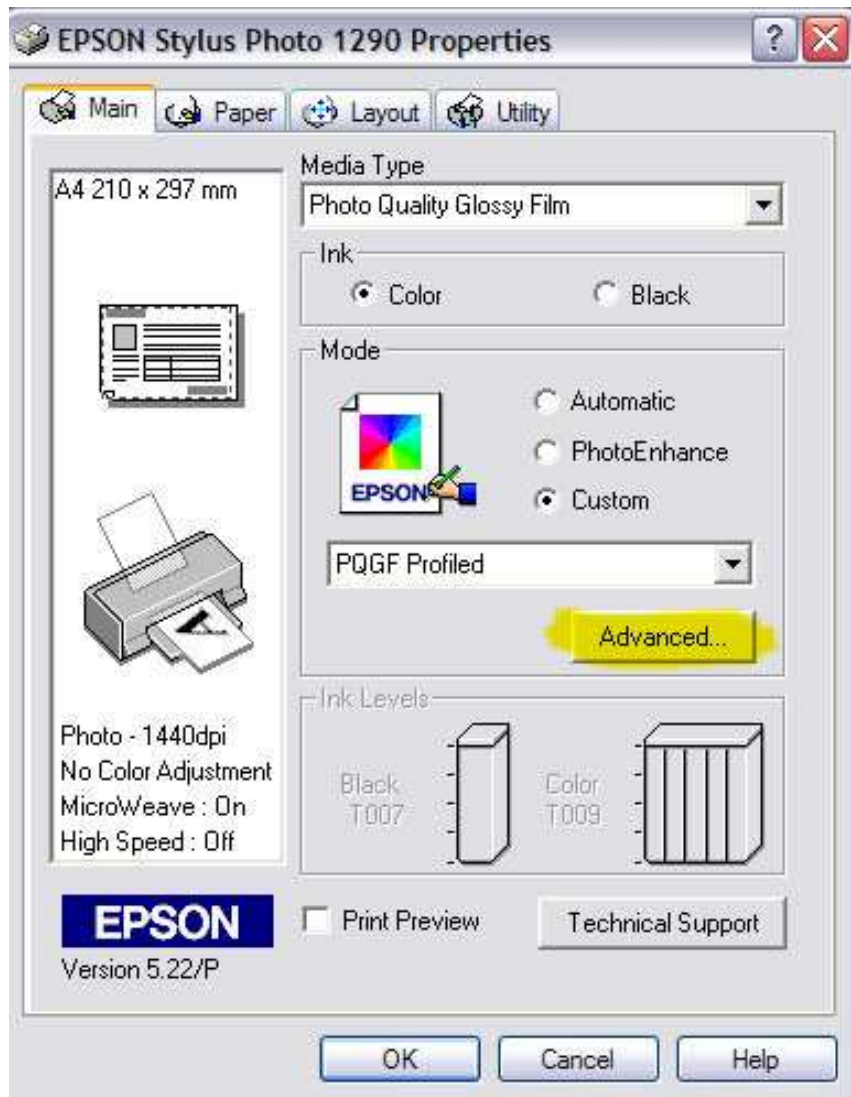 EPSON Stylus Photo 1290 Properties
Main Paper Layout Utility
A4 210 x 297 mm
Photo - 1440dpi
No Color Adjustment
MicroWeave : On
High Speed : Off
EPSON
Version 5.22/P
Media Type
Photo Quality Glossy Film
Ink
Color Black
Mode
EPSON
Automatic
PhotoEnhance
Custom
PQGF Profiled
Advanced...
Ink Levels
Black
T007
Color
T009
Print Preview
Technical Support
OK Cancel Help